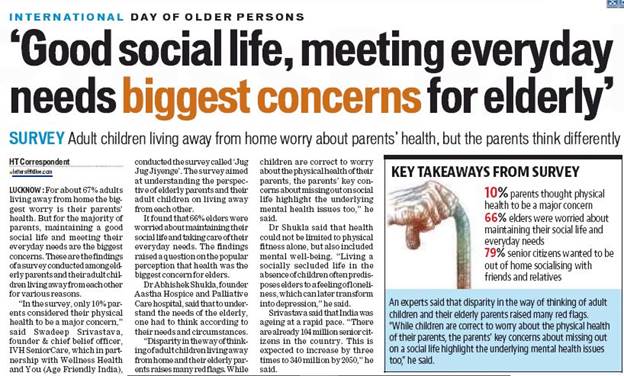 INTERNATIONAL DAY OF OLDER PERSONS
‘Good social life, meeting everyday
needs biggest concerns for elderly’
SURVEY Adult children living away from home worry about parents’ health, but the parents think differently
HT Correspondent
LUCKNOW: For about 67% adults
living away from home the big-
gest worry is their parents’
health. But for the majority of
parents, maintaining a good
social life and meeting their
everyday needs are the biggest
concerns. These are the findings
of a survey conducted among eld-
erly parents and their adult chil-
dren living away from each other
for various reasons.
“In the survey, only 10% par-
ents considered their physical
health to be a major concern,”
said Swadeep Srivastava,
founder & chief belief officer,
IVH SeniorCare, which in part-
nership with Wellness Health
and You (Age Friendly India),
conducted the survey called ‘Jug
Jug Jiyenge’. The survey aimed
at understanding the perspec-
tive of elderly parents and their
adult children on living away
from each other.
It found that 66% elders were
worried about maintaining their
social life and taking care of their
everyday needs. The findings
raised a question on the popular
perception that health was the
biggest concern for elders.
Dr Abhishek Shukla, founder
Aastha Hospice and Palliative
Care hospital, said that to under-
stand the needs of the elderly,
one had to think according to
their needs and circumstances.
“Disparity in the way of think-
ing of adult children living away
from home and their elderly par-
ents raises many red flags. While
children are correct to worry
about the physical health of their
parents, the parents’ key con-
cerns about missing out on social
life highlight the underlying
mental health issues too,” he
said.
Dr Shukla said that health
could not be limited to physical
fitness alone, but also included
mental well-being. “Living a
socially secluded life in the
absence of children often predis-
poses elders to a feeling of loneli-
ness, which can later transform
into depression,” he said.
Srivastava said that India was
ageing at a rapid pace. “There
are already 104 million senior cit-
izens in the country. This is
expected to increase by three
times to 340 million by 2050,” he
said.
KEY TAKEAWAYS FROM SURVEY
10% parents thought physical
health to be a major concern
66% elders were worried about
maintaining their social life and
everyday needs
79% senior citizens wanted to be
out of home socialising with
friends and relatives
An experts said that disparity in the way of thinking of adult
children and their elderly parents raised many red flags.
“While children are correct to worry about the physical health
of their parents, the parents’ key concerns about missing out
on a social life highlight the underlying mental health issues
too,” he said.